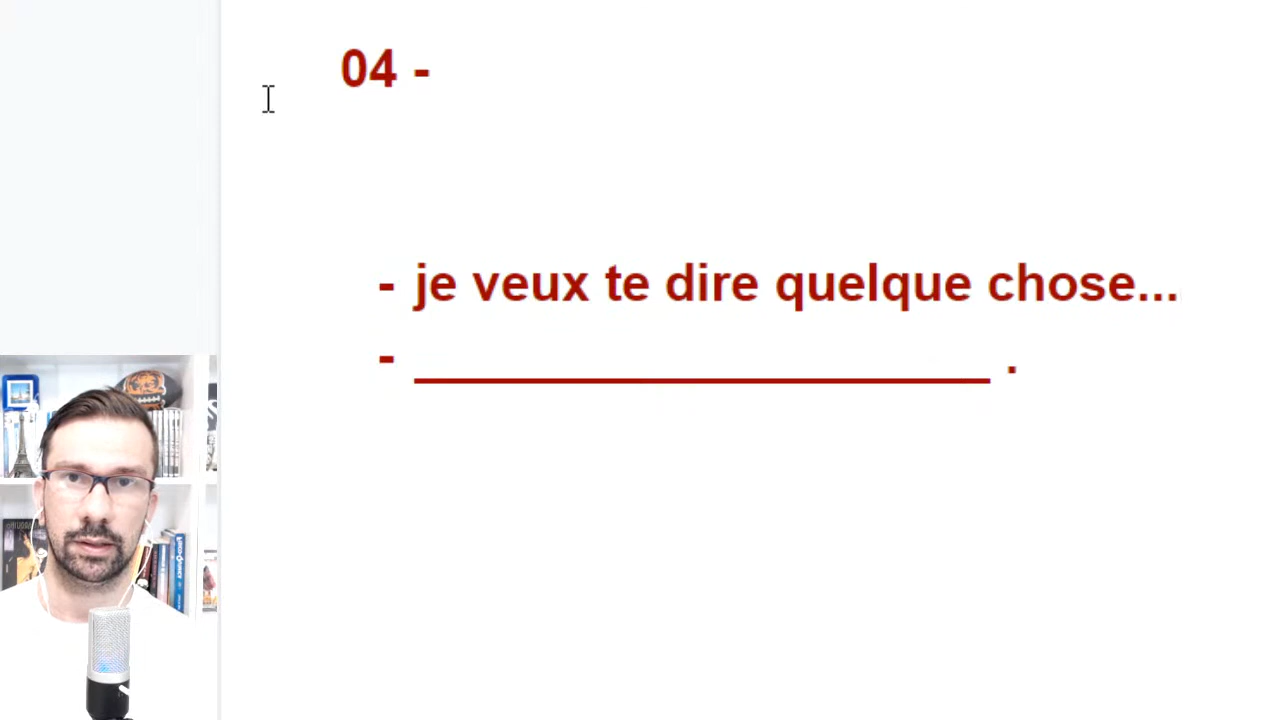 04 -
- je veux te dire quelque chose...
- ____________________ .